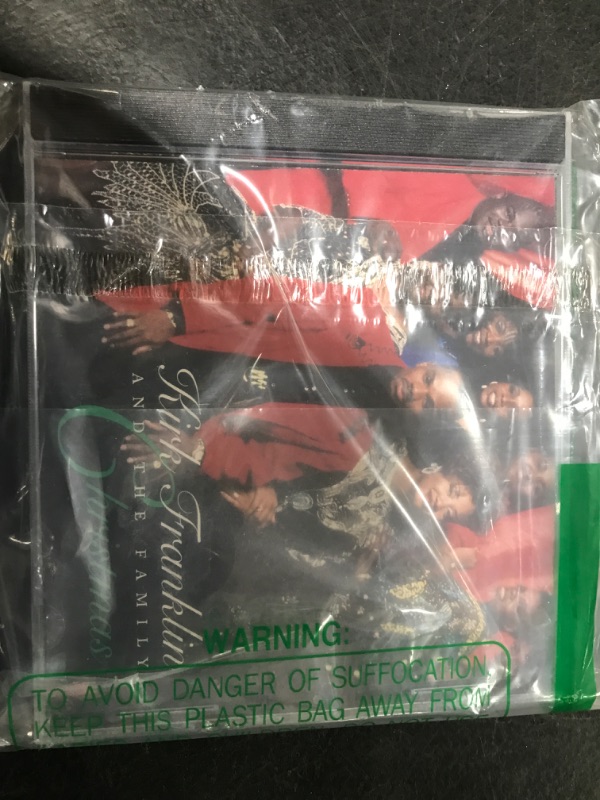 Kirk Franklin
AND THE FAMILY
Christmas
WARNING:
TO AVOID DANGER OF SUFFOCATION,
KEEP THIS PLASTIC BAG AWAY FROM